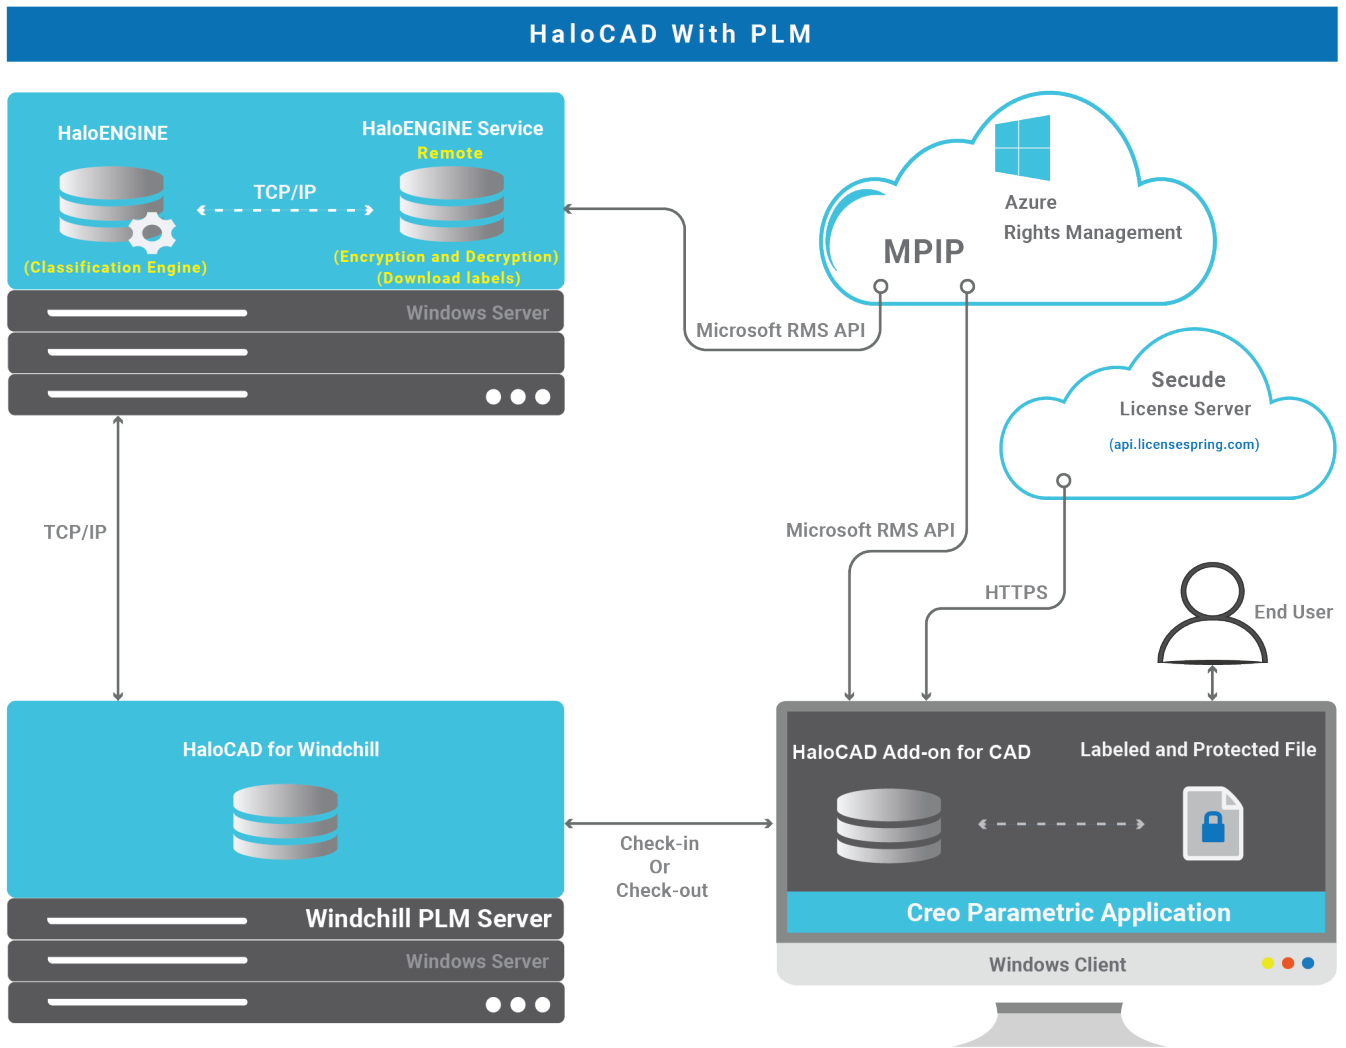 HaloCAD With PLM
HaloENGINE
TCP/IP
(Classification Engine)
HaloENGINE Service
Remote
(Encryption and Decryption)
(Download labels)
Windows Server
Azure
Rights Management
MPIP
Microsoft RMS API
Secude
License Server
(api.licensespring.com)
Microsoft RMS API
HTTPS
End User
TCP/IP
HaloCAD for Windchill
Windchill PLM Server
Windows Server
Check-in
Or
Check-out
HaloCAD Add-on for CAD
Labeled and Protected File
Creo Parametric Application
Windows Client